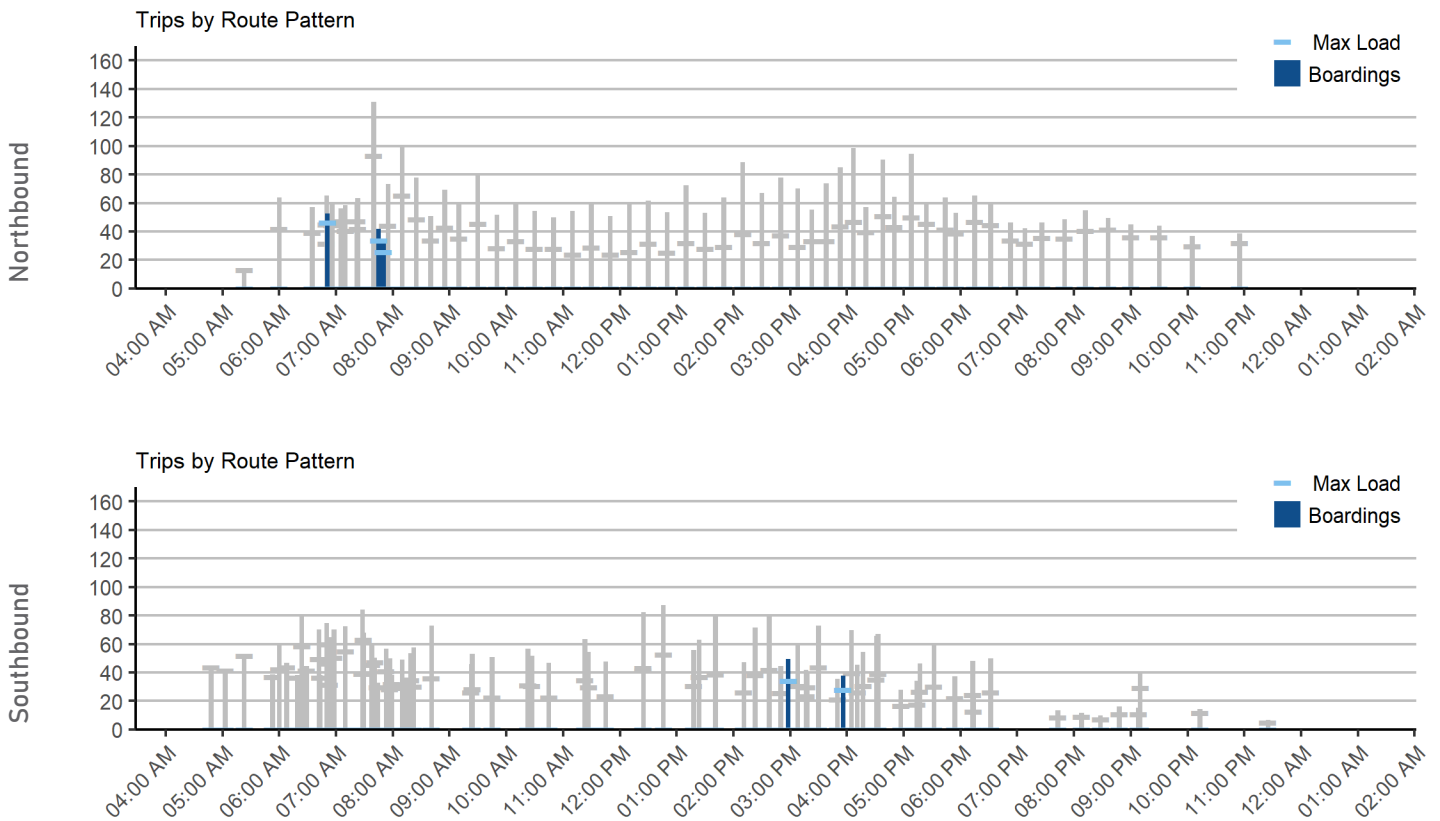 Trips by Route Pattern
Max Load
Boardings
Northbound
160
140
120
100
80
60
40
20
0
04:00 AM
05:00 AM
06:00 AM
07:00 AM
08:00 AM
09:00 AM
10:00 AM
11:00 AM
12:00 PM
01:00 PM
02:00 PM
03:00 PM
04:00 PM
05:00 PM
06:00 PM
07:00 PM
08:00 PM
09:00 PM
10:00 PM
11:00 PM
12:00 AM
01:00 AM
02:00 AM
Trips by Route Pattern
Max Load
Boardings
Southbound
160
140
120
100
80
60
40
20
0
04:00 AM
05:00 AM
06:00 AM
07:00 AM
08:00 AM
09:00 AM
10:00 AM
11:00 AM
12:00 PM
01:00 PM
02:00 PM
03:00 PM
04:00 PM
05:00 PM
06:00 PM
07:00 PM
08:00 PM
09:00 PM
10:00 PM
11:00 PM
12:00 AM
01:00 AM
02:00 AM